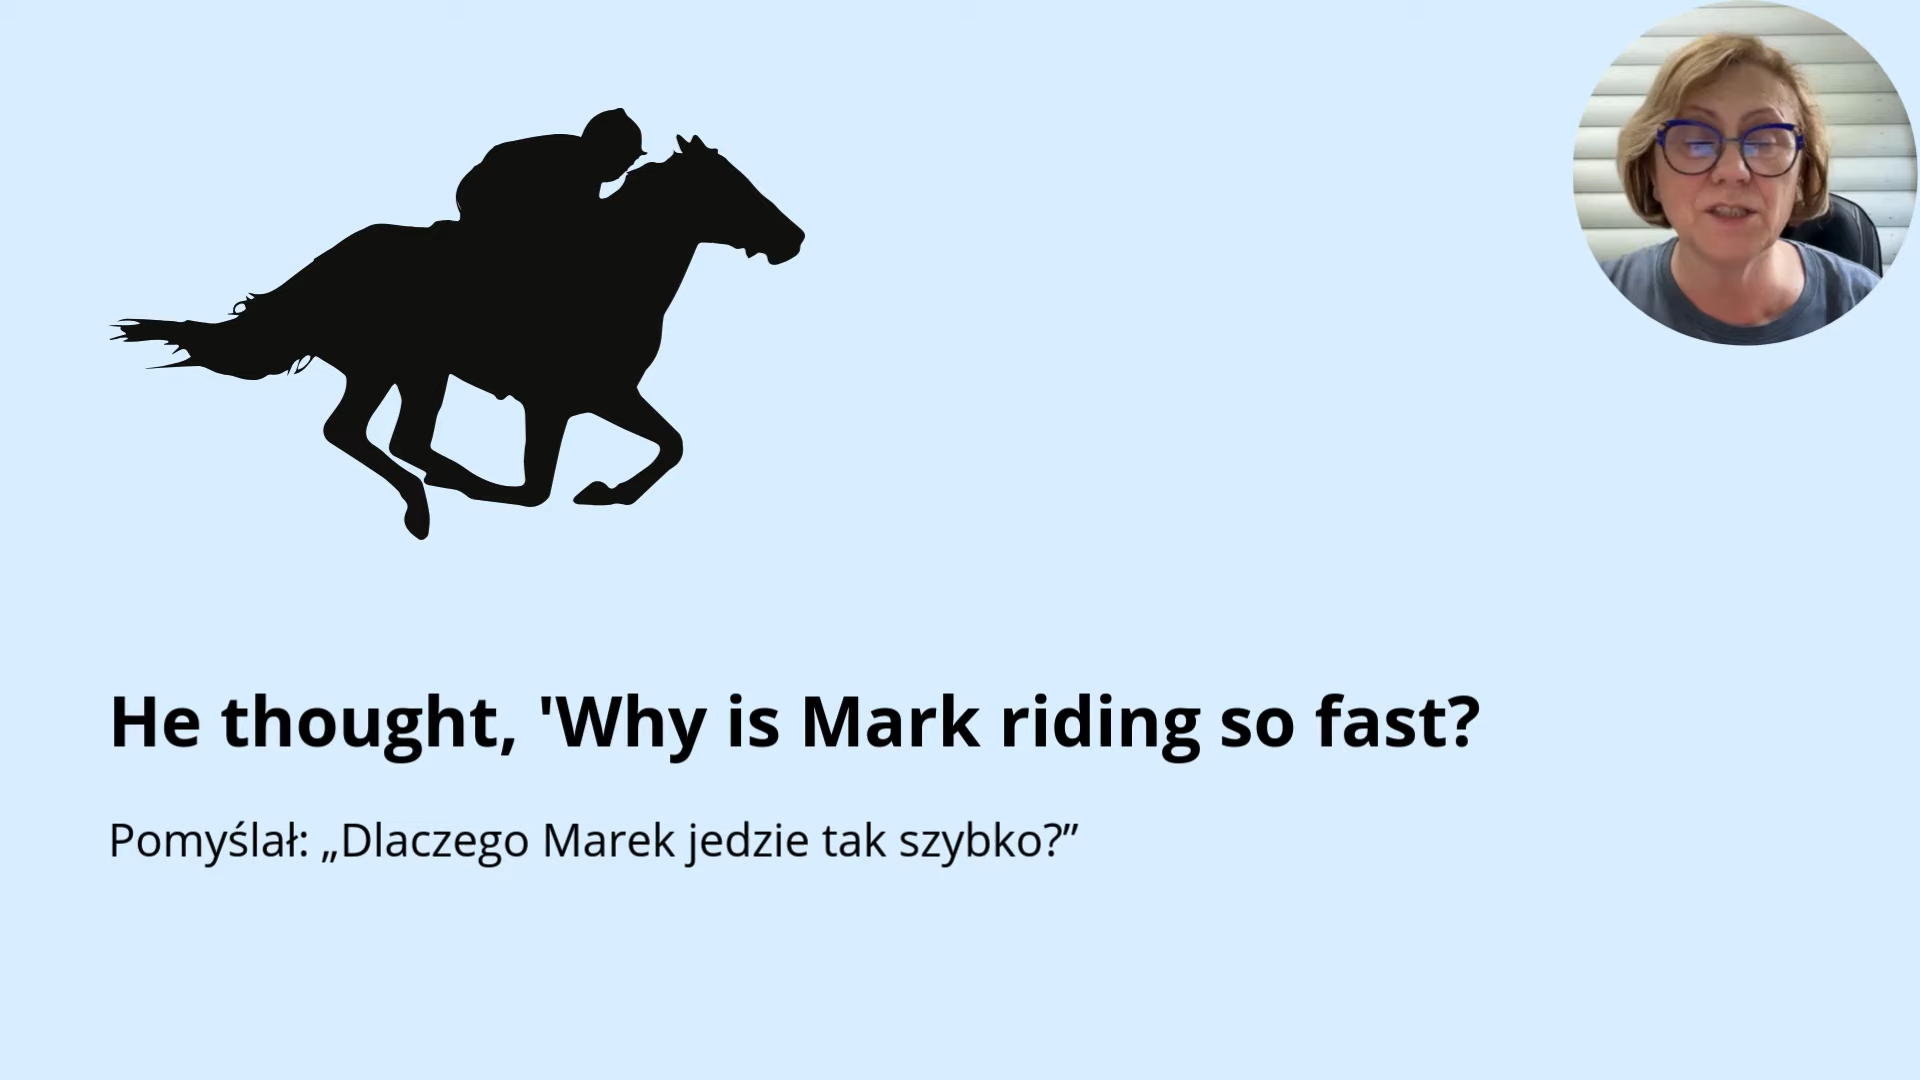 He thought, 'Why is Mark riding so fast?
Pomyślał: „Dlaczego Marek jedzie tak szybko?”